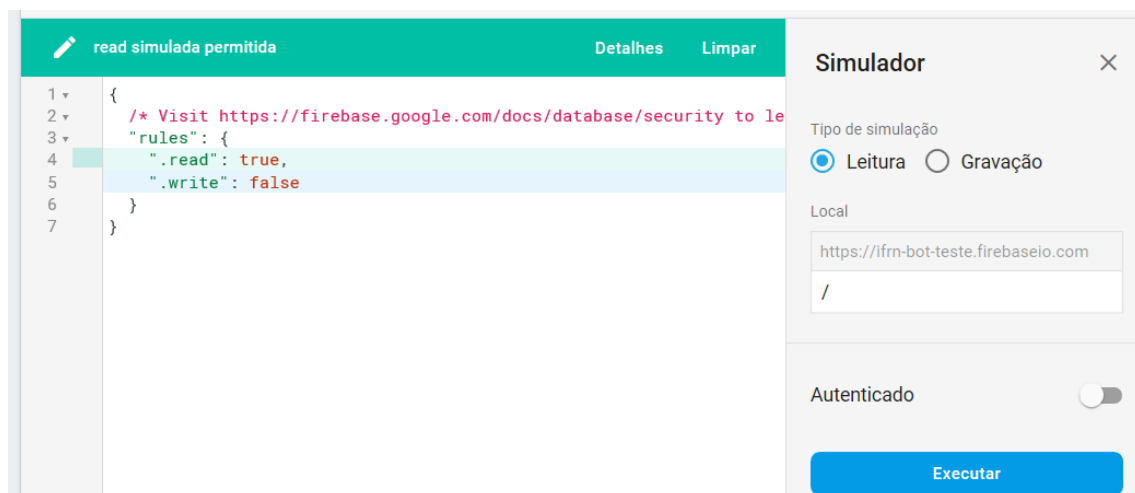 read simulada permitida Detalhes Limpar
1 {
2 /* Visit https://firebase.google.com/docs/database/security to le
3 "rules": {
4 ".read": true,
5 ".write": false
6 }
7 }
Simulador
Tipo de simulação
Leitura Gravação
Local
https://ifrn-bot-teste.firebaseio.com
/
Autenticado
Executar